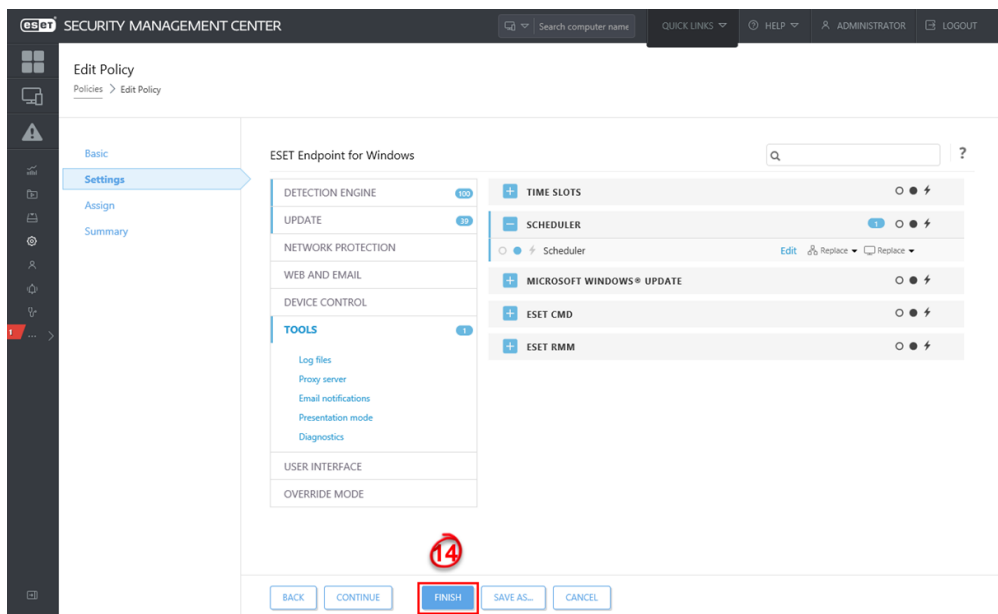 eset SECURITY MANAGEMENT CENTER Search computer name QUICK LINKS HELP ADMINISTRATOR LOGOUT
Edit Policy
Policies > Edit Policy
Basic
Settings
Assign
Summary
ESET Endpoint for Windows ?
DETECTION ENGINE 100
UPDATE 39
NETWORK PROTECTION
WEB AND EMAIL
DEVICE CONTROL
TOOLS 1
Log files
Proxy server
Email notifications
Presentation mode
Diagnostics
USER INTERFACE
OVERRIDE MODE
TIME SLOTS
SCHEDULER 1
Scheduler Edit Replace Replace
MICROSOFT WINDOWS® UPDATE
ESET CMD
ESET RMM
1 ...
14
BACK CONTINUE FINISH SAVE AS... CANCEL